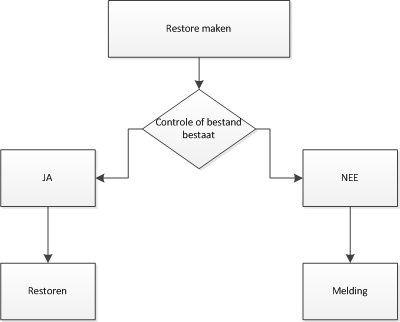 Restore maken
Controle of bestand
bestaat
JA
NEE
Restoren
Melding